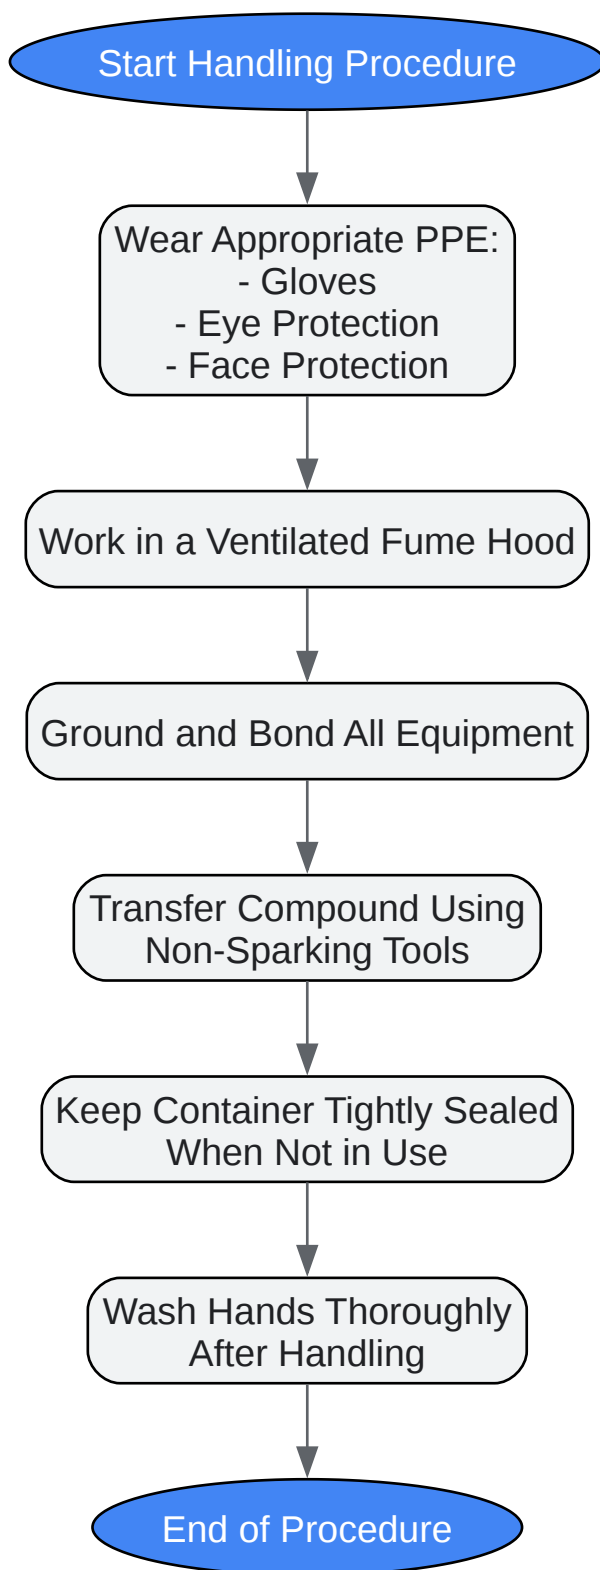 Start Handling Procedure
Wear Appropriate PPE:
- Gloves
- Eye Protection
- Face Protection
Work in a Ventilated Fume Hood
Ground and Bond All Equipment
Transfer Compound Using
Non-Sparking Tools
Keep Container Tightly Sealed
When Not in Use
Wash Hands Thoroughly
After Handling
End of Procedure